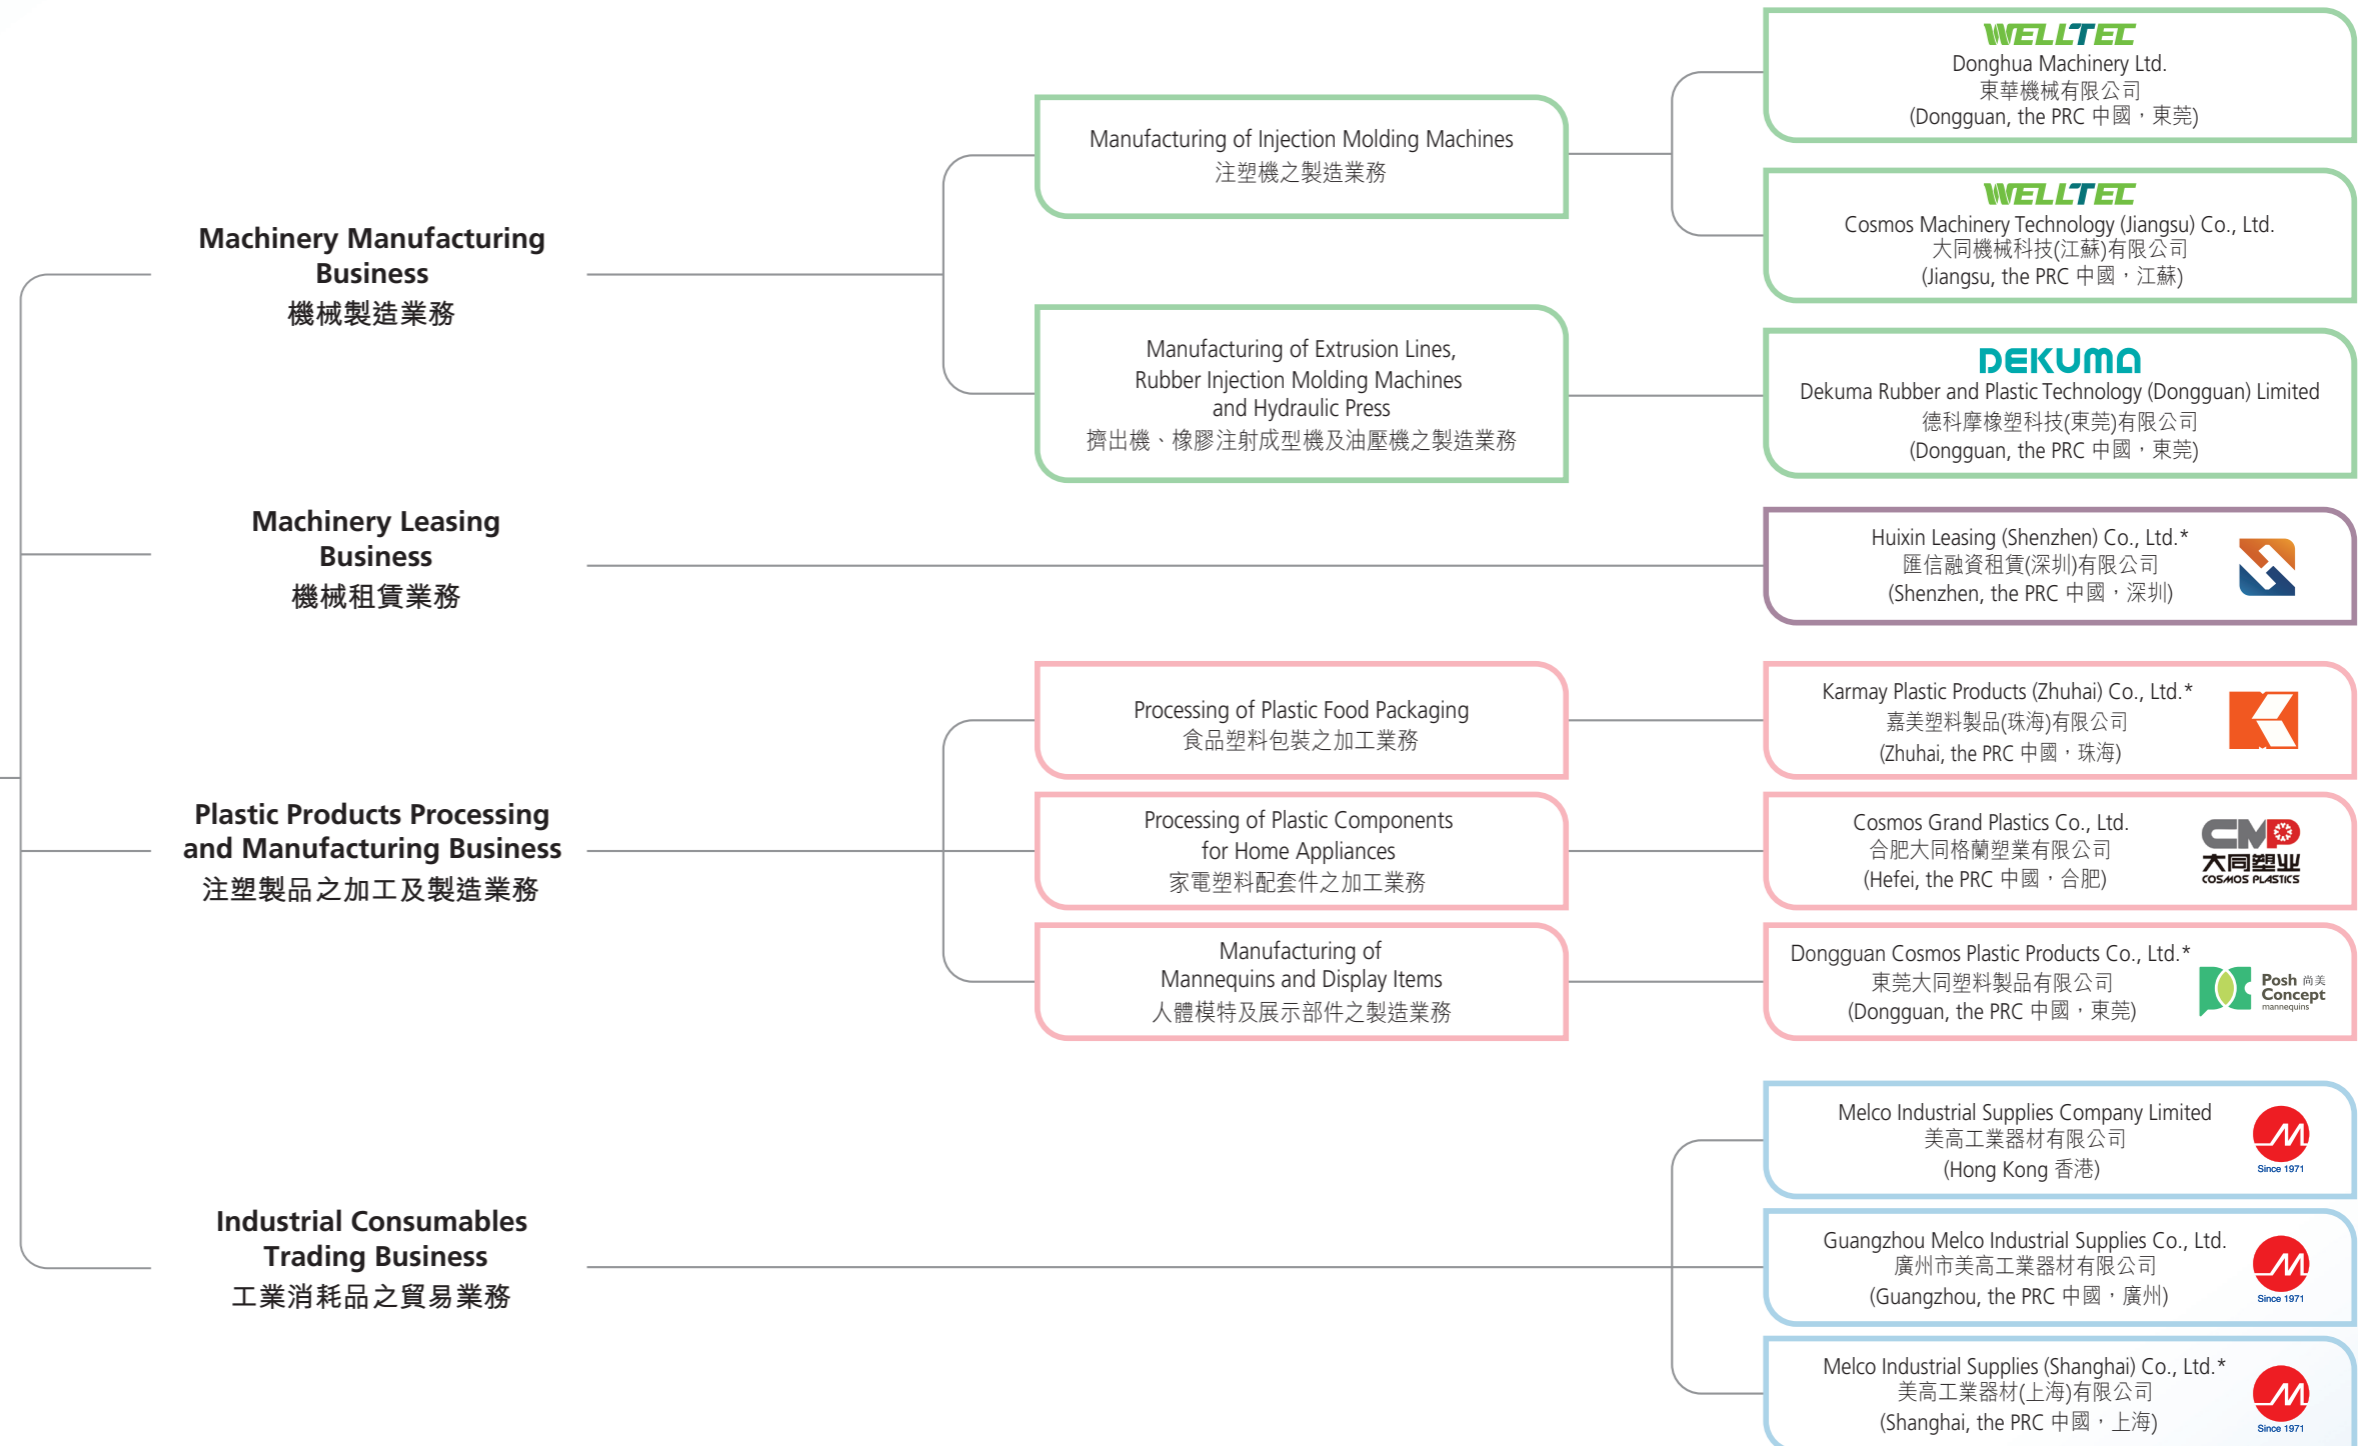 Machinery Manufacturing
Business
機械製造業務
Manufacturing of Injection Molding Machines
注塑機之製造業務
WELLTEC
Donghua Machinery Ltd.
東華機械有限公司
(Dongguan, the PRC 中國，東莞)
WELLTEC
Cosmos Machinery Technology (Jiangsu) Co., Ltd.
大同機械科技(江蘇)有限公司
(Jiangsu, the PRC 中國，江蘇)
Manufacturing of Extrusion Lines,
Rubber Injection Molding Machines
and Hydraulic Press
擠出機、橡膠注射成型機及油壓機之製造業務
DEKUMA
Dekuma Rubber and Plastic Technology (Dongguan) Limited
德科摩橡塑科技(東莞)有限公司
(Dongguan, the PRC 中國，東莞)
Machinery Leasing
Business
機械租賃業務
Huixin Leasing (Shenzhen) Co., Ltd.*
匯信融資租賃(深圳)有限公司
(Shenzhen, the PRC 中國，深圳)
Plastic Products Processing
and Manufacturing Business
注塑製品之加工及製造業務
Processing of Plastic Food Packaging
食品塑料包裝之加工業務
Karmay Plastic Products (Zhuhai) Co., Ltd.*
嘉美塑料製品(珠海)有限公司
(Zhuhai, the PRC 中國，珠海)
Processing of Plastic Components
for Home Appliances
家電塑料配套件之加工業務
Cosmos Grand Plastics Co., Ltd.
合肥大同格蘭塑業有限公司
(Hefei, the PRC 中國，合肥)
CMP
大同塑业
COSMOS PLASTICS
Manufacturing of
Mannequins and Display Items
人體模特及展示部件之製造業務
Dongguan Cosmos Plastic Products Co., Ltd.*
東莞大同塑料製品有限公司
(Dongguan, the PRC 中國，東莞)
Posh 尚美
Concept
mannequins
Industrial Consumables
Trading Business
工業消耗品之貿易業務
Melco Industrial Supplies Company Limited
美高工業器材有限公司
(Hong Kong 香港)
M
Since 1971
Guangzhou Melco Industrial Supplies Co., Ltd.
廣州市美高工業器材有限公司
(Guangzhou, the PRC 中國，廣州)
M
Since 1971
Melco Industrial Supplies (Shanghai) Co., Ltd.*
美高工業器材(上海)有限公司
(Shanghai, the PRC 中國，上海)
M
Since 1971